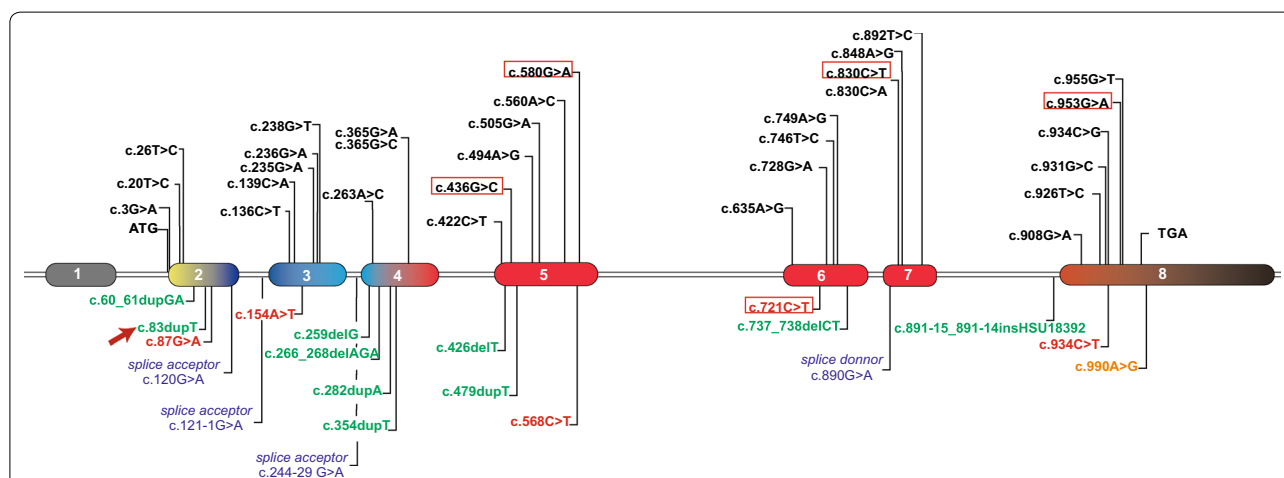 c.892T>C
c.848A>G
c.580G>A
c.830C>T
c.955G>T
c.830C>A
c.560A>C
c.953G>A
c.238G>T
c.365G>A
c.505G>A
c.749A>G
c.934C>G
c.26T>C
c.365G>C
c.746T>C
c.236G>A
c.494A>G
c.235G>A
c.728G>A
c.931G>C
c.20T>C
c.139C>A
c.436G>C
c.263A>C
c.926T>C
c.3G>A
c.136C>T
c.635A>G
c.422C>T
ATG
c.908G>A
TGA
1
2
3
4
5
6
7
8
c.60_61dupGA
c.721C>T
c.154A>T
c.83dupT
c.737_738delCT
c.891-15_891-14insHSU18392
c.87G>A
c.259delG
c.426delT
c.934C>T
c.266_268delAGA
splice acceptor
c.120G>A
splice donnor
c.890G>A
c.990A>G
c.282dupA
c.479dupT
splice acceptor
c.121-1G>A
c.354dupT
c.568C>T
splice acceptor
c.244-29 G>A